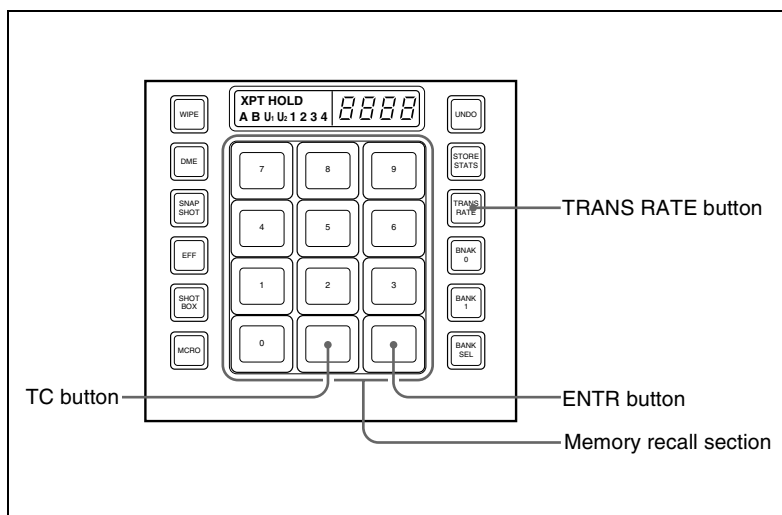 XPT HOLD
A B U1 U2 1 2 3 4
8888
WIPE
UNDO
DME
7
8
9
STORE
STATS
SNAP
SHOT
TRANS
RATE
TRANS RATE button
4
5
6
EFF
BNAK
0
SHOT
BOX
1
2
3
BANK
1
MCRO
0
BANK
SEL
TC button
ENTR button
Memory recall section